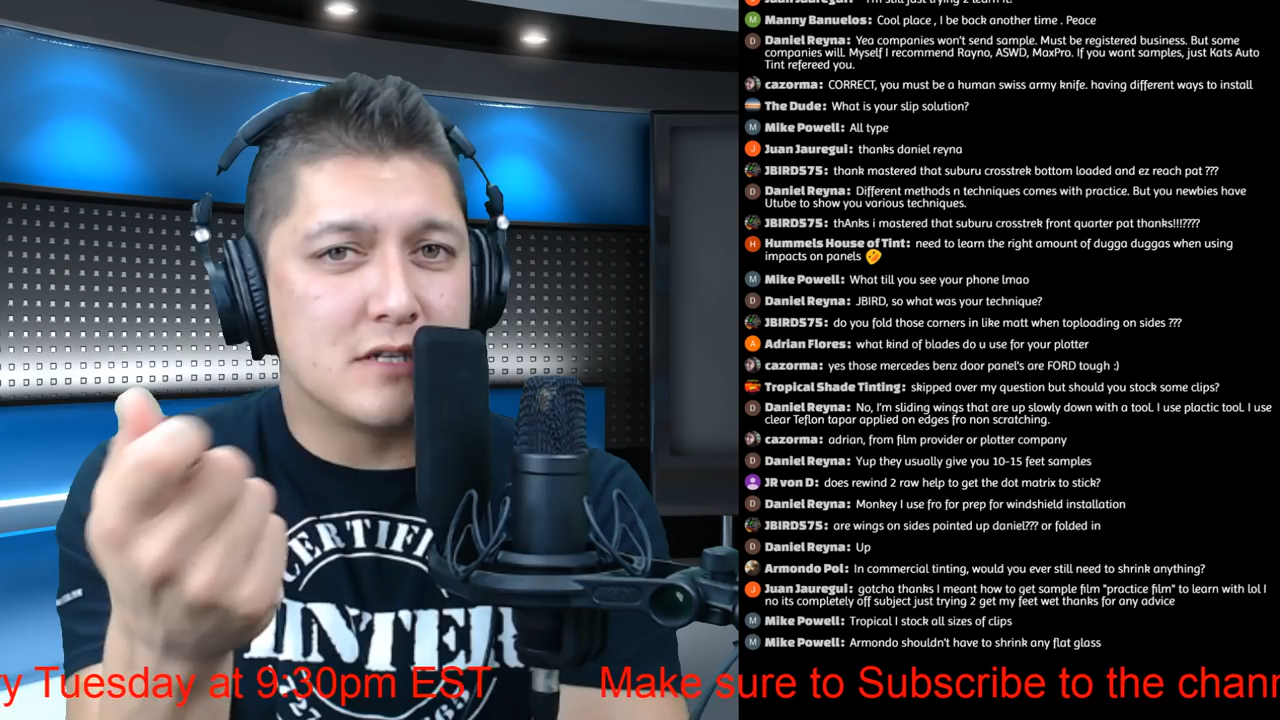 Manny Banuelos: Cool place , I be back another time . Peace
Daniel Reyna: Yea companies won't send sample. Must be registered business. But some
companies will. Myself I recommend Rayno, ASWD, MaxPro. If you want samples, just Kats Auto
Tint refereed you.
cazorma: CORRECT, you must be a human swiss army knife. having different ways to install
The Dude: What is your slip solution?
Mike Powell: All type
Juan Jauregui: thanks daniel reyna
JBIRD575: thank mastered that suburu crosstrek bottom loaded and ez reach pat ???
Daniel Reyna: Different methods n techniques comes with practice. But you newbies have
Utube to show you various techniques.
JBIRD575: thAnks i mastered that suburu crosstrek front quarter pat thanks!!!????
Hummels House of Tint: need to learn the right amount of dugga duggas when using
impacts on panels
Mike Powell: What till you see your phone lmao
Daniel Reyna: JBIRD, so what was your technique?
JBIRD575: do you fold those corners in like matt when toploading on sides ???
Adrian Flores: what kind of blades do u use for your plotter
cazorma: yes those mercedes benz door panel's are FORD tough :)
Tropical Shade Tinting: skipped over my question but should you stock some clips?
Daniel Reyna: No, I'm sliding wings that are up slowly down with a tool. I use plactic tool. I use
clear Teflon tapar applied on edges fro non scratching.
cazorma: adrian, from film provider or plotter company
Daniel Reyna: Yup they usually give you 10-15 feet samples
JR von D: does rewind 2 raw help to get the dot matrix to stick?
Daniel Reyna: Monkey I use fro for prep for windshield installation
JBIRD575: are wings on sides pointed up daniel??? or folded in
Daniel Reyna: Up
Armondo Pol: In commercial tinting, would you ever still need to shrink anything?
Juan Jauregui: gotcha thanks I meant how to get sample film "practice film" to learn with lol I
no its completely off subject just trying 2 get my feet wet thanks for any advice
Mike Powell: Tropical I stock all sizes of clips
Mike Powell: Armondo shouldn't have to shrink any flat glass
CERTIFI
INTER
ry Tuesday at 9:30pm EST Make sure to Subscribe to the chann